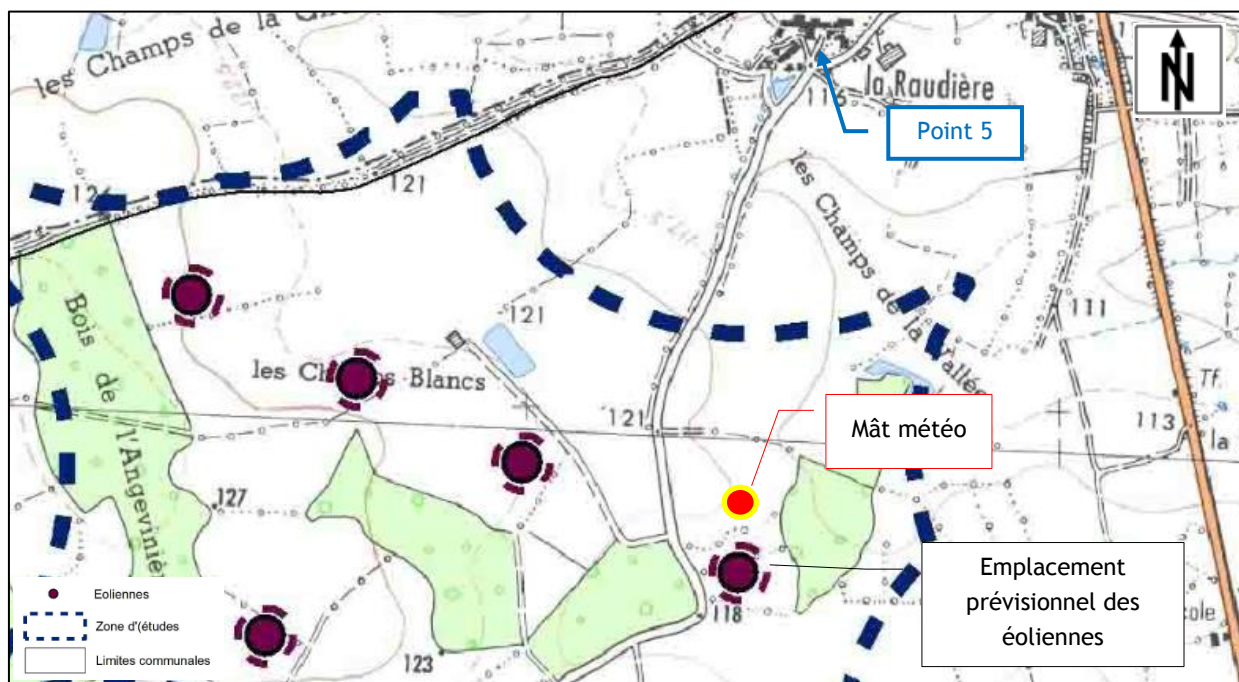 les Champs de la
la Raudière
116
Point 5
N
124
121
les Champs de la Vallée
Bois de l'Angevinière
121
111
les Champs Blancs
Tf.
121
113
la
Mât météo
127
Emplacement
prévisionnel des
éoliennes
118
123
Eoliennes
Zone d'(études
Limites communales